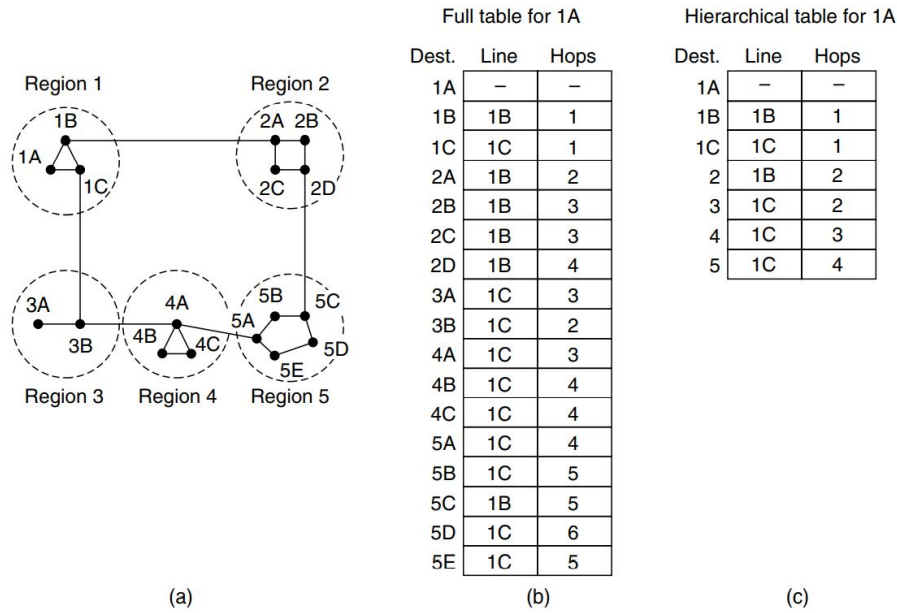 Full table for 1A
Hierarchical table for 1A
Dest. Line Hops
Dest. Line Hops
Region 1
Region 2
1B
1A
1C
2A 2B
2C 2D
3A
3B
4A
4B
4C
5B
5C
5A
5D
5E
Region 3
Region 4
Region 5
1A – –
1B 1B 1
1C 1C 1
2A 1B 2
2B 1B 3
2C 1B 3
2D 1B 4
3A 1C 3
3B 1C 2
4A 1C 3
4B 1C 4
4C 1C 4
5A 1C 4
5B 1C 5
5C 1B 5
5D 1C 6
5E 1C 5
1A – –
1B 1B 1
1C 1C 1
2 1B 2
3 1C 2
4 1C 3
5 1C 4
(a)
(b)
(c)